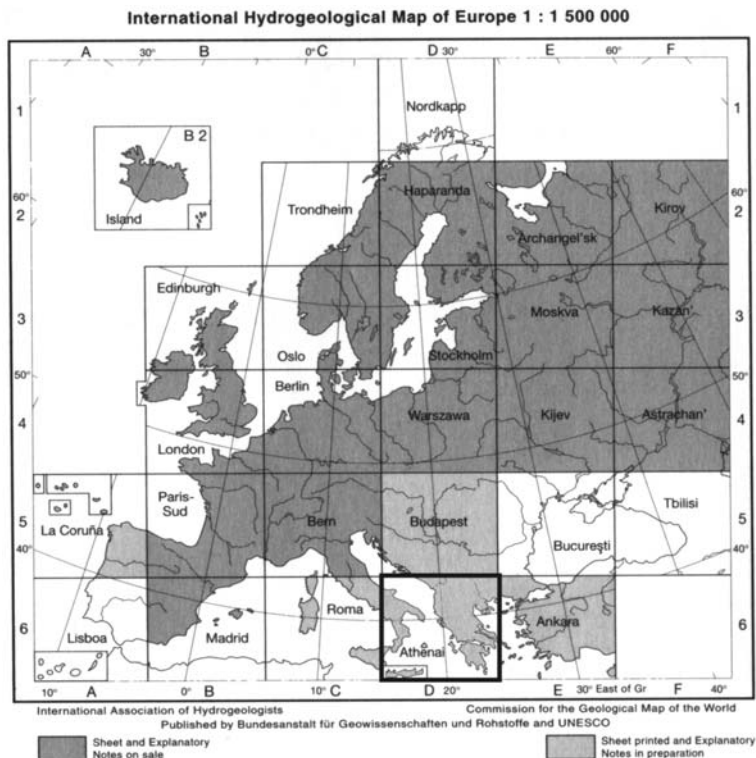 International Hydrogeological Map of Europe 1 : 1 500 000
A 30° B 0° C D 30° E 60° F
1 Nordkapp 1
B 2
60° Haparanda 60°
2 Island Trondheim Kirov 2
Archangel'sk
Edinburgh
3 Moskva Kazan' 3
Oslo Stockholm
50° Berlin 50°
4 Warszawa Kijev Astrachan' 4
London
Paris-
Sud
Tbilisi
5 La Coruña Bern Budapest 5
40° Bucureşti 40°
Roma Ankara
6 Lisboa Madrid Athínai 6
10° A 0° B 10° C D 20° E 30° East of Gr F 40°
International Association of Hydrogeologists Commission for the Geological Map of the World
Published by Bundesanstalt für Geowissenschaften und Rohstoffe and UNESCO
Sheet and Explanatory Sheet printed and Explanatory
Notes on sale Notes in preparation